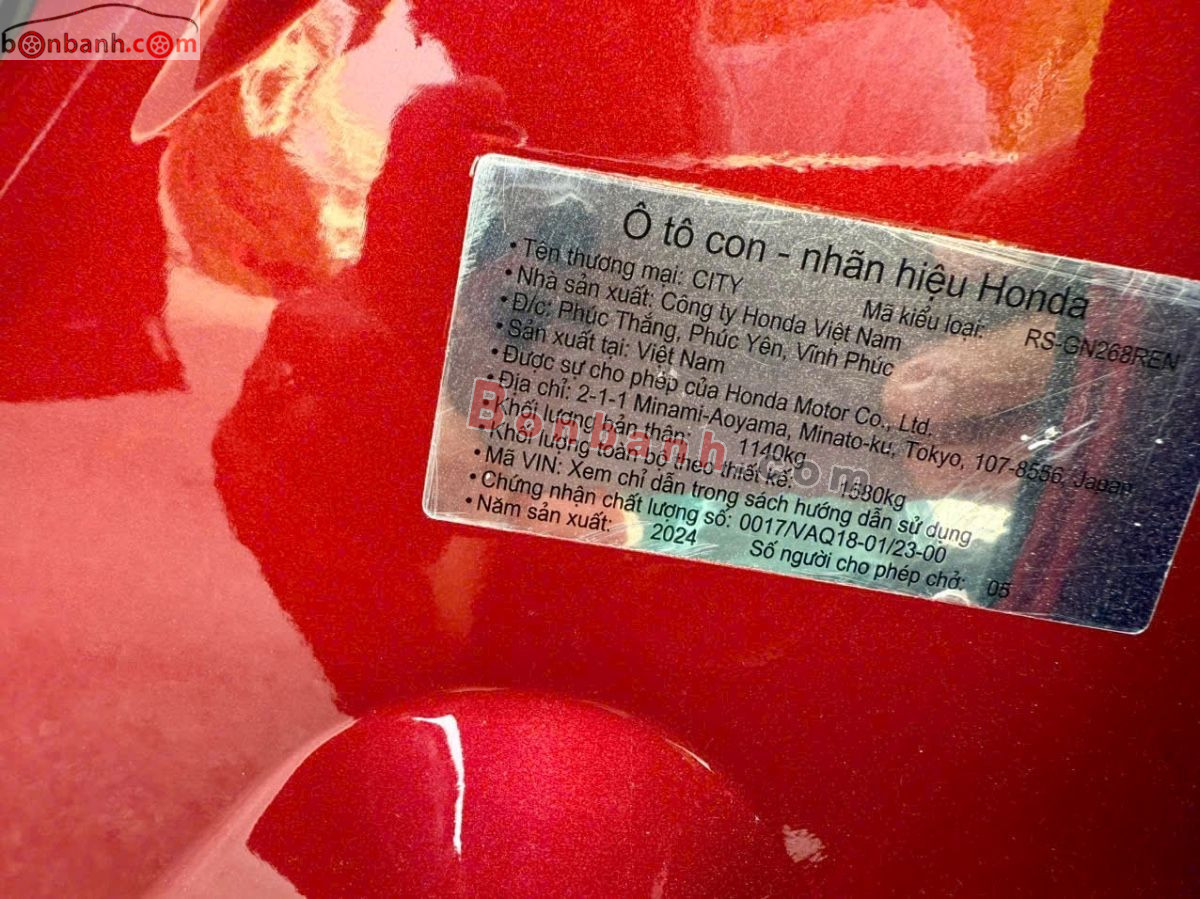 bonbanh.com
Ô tô con - nhãn hiệu Honda
• Tên thương mại: CITY Mã kiểu loại: RS-GN268REN
• Nhà sản xuất: Công ty Honda Việt Nam
• Đ/c: Phúc Thắng, Phúc Yên, Vĩnh Phúc
• Sản xuất tại: Việt Nam
• Được sự cho phép của Honda Motor Co., Ltd.
• Địa chỉ: 2-1-1 Minami-Aoyama, Minato-ku, Tokyo, 107-8556, Japan
• Khối lượng bản thân: 1140kg
• Khối lượng toàn bộ theo thiết kế: 1580kg
• Mã VIN: Xem chỉ dẫn trong sách hướng dẫn sử dụng
• Chứng nhận chất lượng số: 0017/VAQ18-01/23-00
• Năm sản xuất: 2024 Số người cho phép chở: 05
Bonbanh.com